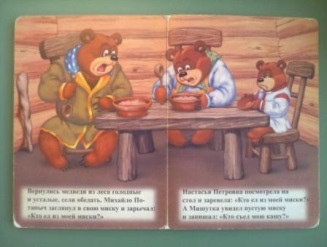 Вернулись медведи из леса голодные
и усталые, сели обедать. Михайло По-
тапыч заглянул в свою миску и зарычал:
«Кто ел из моей миски?»
Настасья Петровна посмотрела на
стол и заревела: «Кто ел из моей миски?»
А Мишутка увидел пустую миску
и запищал: «Кто съел мою кашу?»